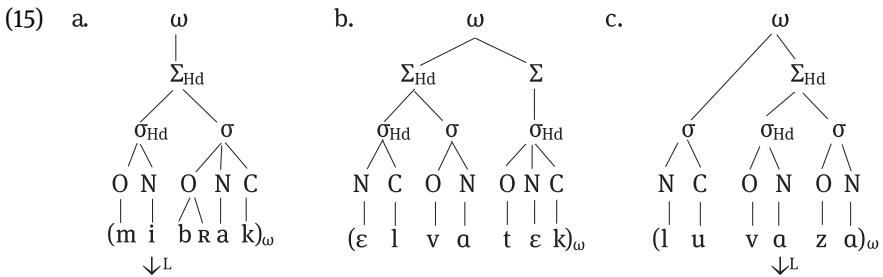 (15) a. ω b. ω c. ω
Σ_Hd Σ_Hd Σ Σ_Hd
σ_Hd σ σ_Hd σ σ_Hd σ σ_Hd σ
O N O N C N C O N O N C N C O N O N
(m i b ʀ a k)_ω (ɛ l v a t ɛ k)_ω (l u v a z a)_ω
↓L ↓L